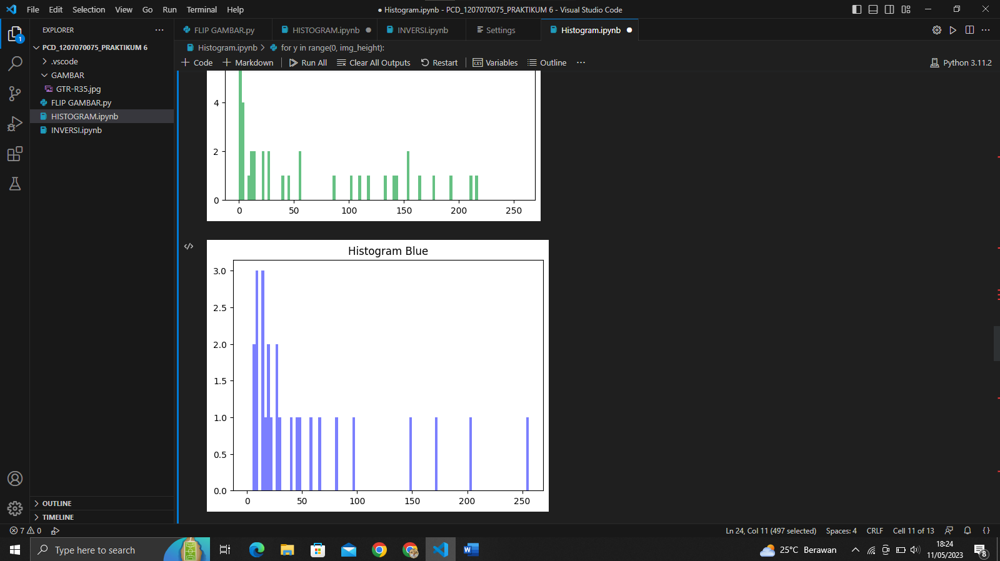 File Edit Selection View Go Run Terminal Help
● Histogram.ipynb - PCD_1207070075_PRAKTIKUM 6 - Visual Studio Code
EXPLORER
1
PCD_1207070075_PRAKTIKUM 6
.vscode
GAMBAR
GTR-R35.jpg
FLIP GAMBAR.py
HISTOGRAM.ipynb
INVERSI.ipynb
OUTLINE
TIMELINE
FLIP GAMBAR.py HISTOGRAM.ipynb INVERSI.ipynb Settings Histogram.ipynb
Histogram.ipynb > for y in range(0, img_height):
+ Code + Markdown Run All Clear All Outputs Restart Variables Outline ... Python 3.11.2
4
2
0
0 50 100 150 200 250
Histogram Blue
3.0
2.5
2.0
1.5
1.0
0.5
0.0
0 50 100 150 200 250
7 0
Ln 24, Col 11 (497 selected) Spaces: 4 CRLF Cell 11 of 13
Type here to search
25°C Berawan
18:24
11/05/2023
8